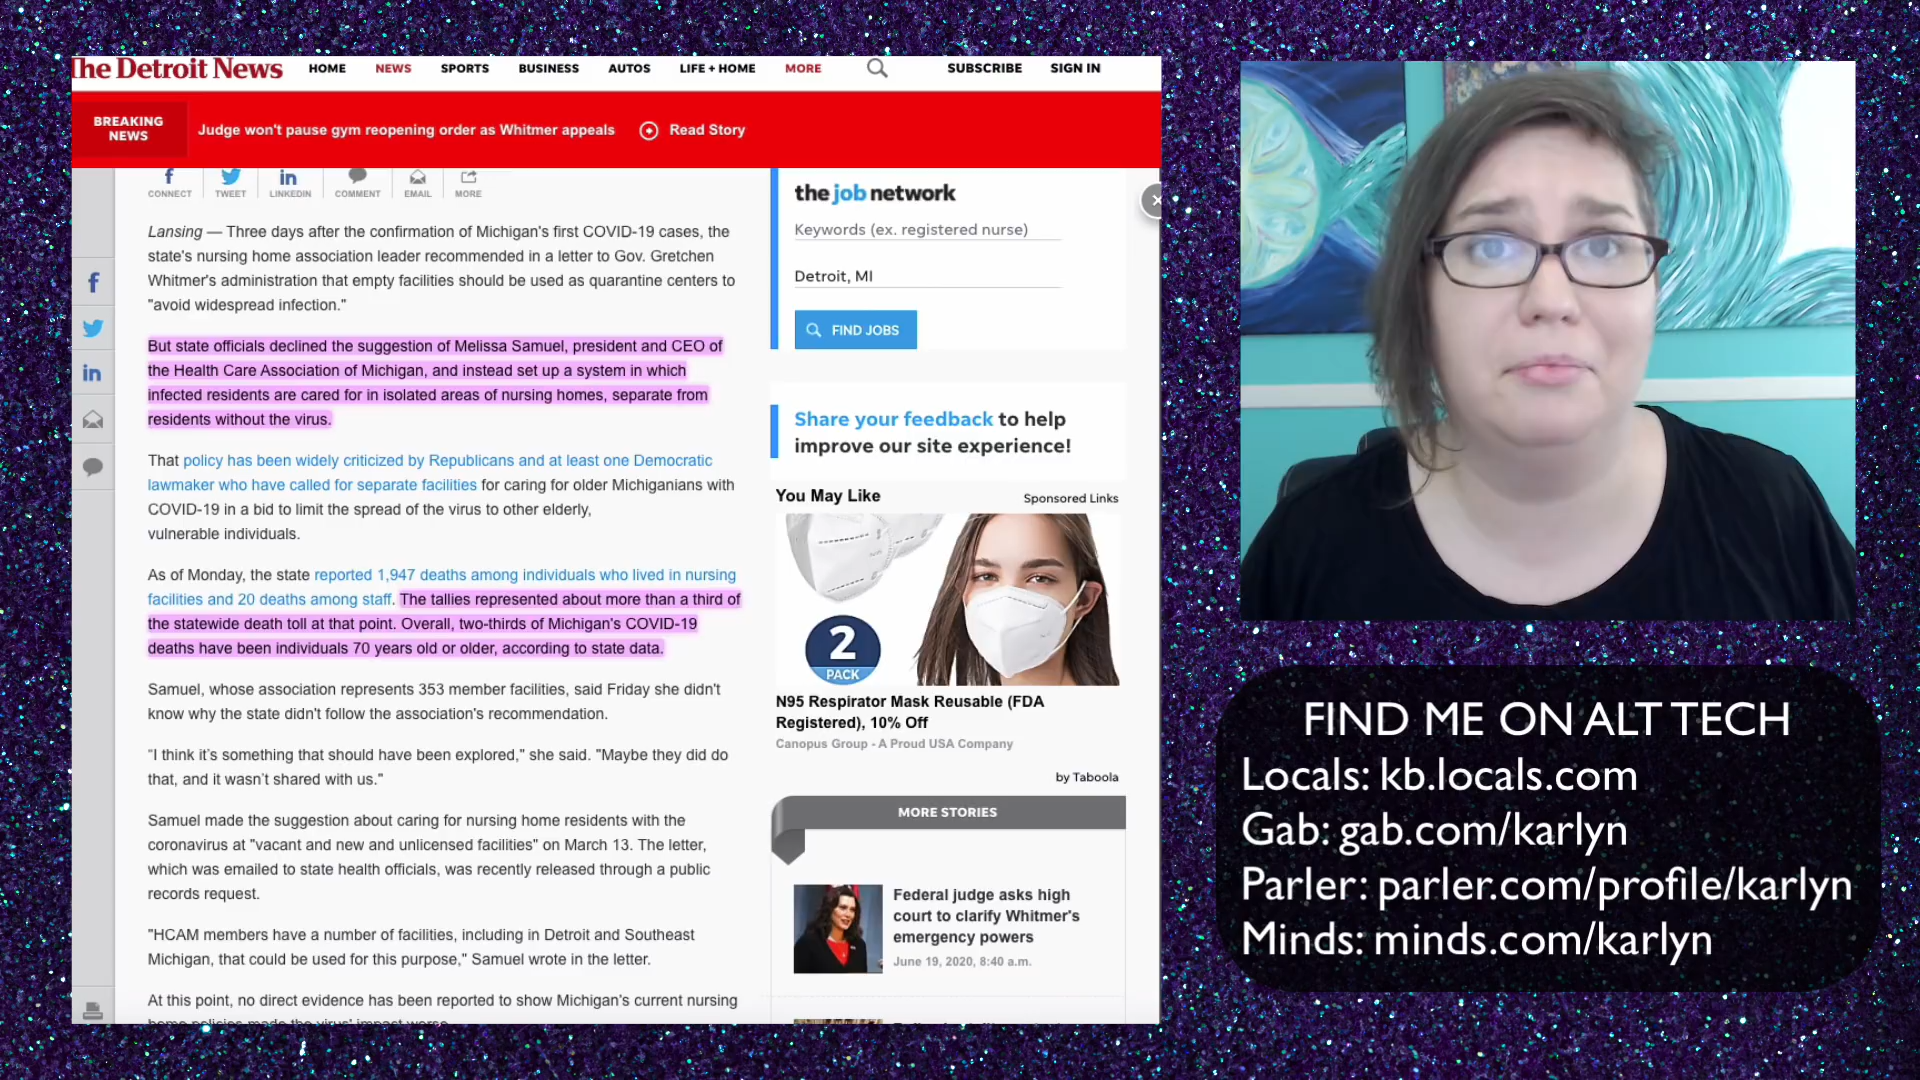 The Detroit News
HOME NEWS SPORTS BUSINESS AUTOS LIFE + HOME MORE SUBSCRIBE SIGN IN
BREAKING
NEWS
Judge won't pause gym reopening order as Whitmer appeals Read Story
CONNECT TWEET LINKEDIN COMMENT EMAIL MORE
Lansing — Three days after the confirmation of Michigan's first COVID-19 cases, the
state's nursing home association leader recommended in a letter to Gov. Gretchen
Whitmer's administration that empty facilities should be used as quarantine centers to
"avoid widespread infection."
But state officials declined the suggestion of Melissa Samuel, president and CEO of
the Health Care Association of Michigan, and instead set up a system in which
infected residents are cared for in isolated areas of nursing homes, separate from
residents without the virus.
That policy has been widely criticized by Republicans and at least one Democratic
lawmaker who have called for separate facilities for caring for older Michiganians with
COVID-19 in a bid to limit the spread of the virus to other elderly,
vulnerable individuals.
As of Monday, the state reported 1,947 deaths among individuals who lived in nursing
facilities and 20 deaths among staff. The tallies represented about more than a third of
the statewide death toll at that point. Overall, two-thirds of Michigan's COVID-19
deaths have been individuals 70 years old or older, according to state data.
Samuel, whose association represents 353 member facilities, said Friday she didn't
know why the state didn't follow the association's recommendation.
“I think it’s something that should have been explored," she said. "Maybe they did do
that, and it wasn’t shared with us."
Samuel made the suggestion about caring for nursing home residents with the
coronavirus at "vacant and new and unlicensed facilities" on March 13. The letter,
which was emailed to state health officials, was recently released through a public
records request.
"HCAM members have a number of facilities, including in Detroit and Southeast
Michigan, that could be used for this purpose," Samuel wrote in the letter.
At this point, no direct evidence has been reported to show Michigan's current nursing
home policies made the virus' impact worse
the job network
Keywords (ex. registered nurse)
Detroit, MI
FIND JOBS
Share your feedback to help
improve our site experience!
You May Like Sponsored Links
2
PACK
N95 Respirator Mask Reusable (FDA
Registered), 10% Off
Canopus Group - A Proud USA Company
by Taboola
MORE STORIES
Federal judge asks high
court to clarify Whitmer's
emergency powers
June 19, 2020, 8:40 a.m.
FIND ME ON ALT TECH
Locals: kb.locals.com
Gab: gab.com/karlyn
Parler: parler.com/profile/karlyn
Minds: minds.com/karlyn